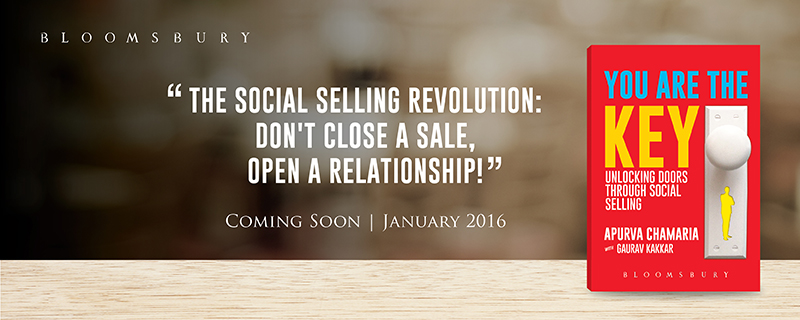 BLOOMSBURY
“THE SOCIAL SELLING REVOLUTION:
DON'T CLOSE A SALE,
OPEN A RELATIONSHIP!”
COMING SOON | JANUARY 2016
YOU ARE THE
KEY
UNLOCKING DOORS
THROUGH SOCIAL
SELLING
APURVA CHAMARIA
WITH GAURAV KAKKAR
BLOOMSBURY